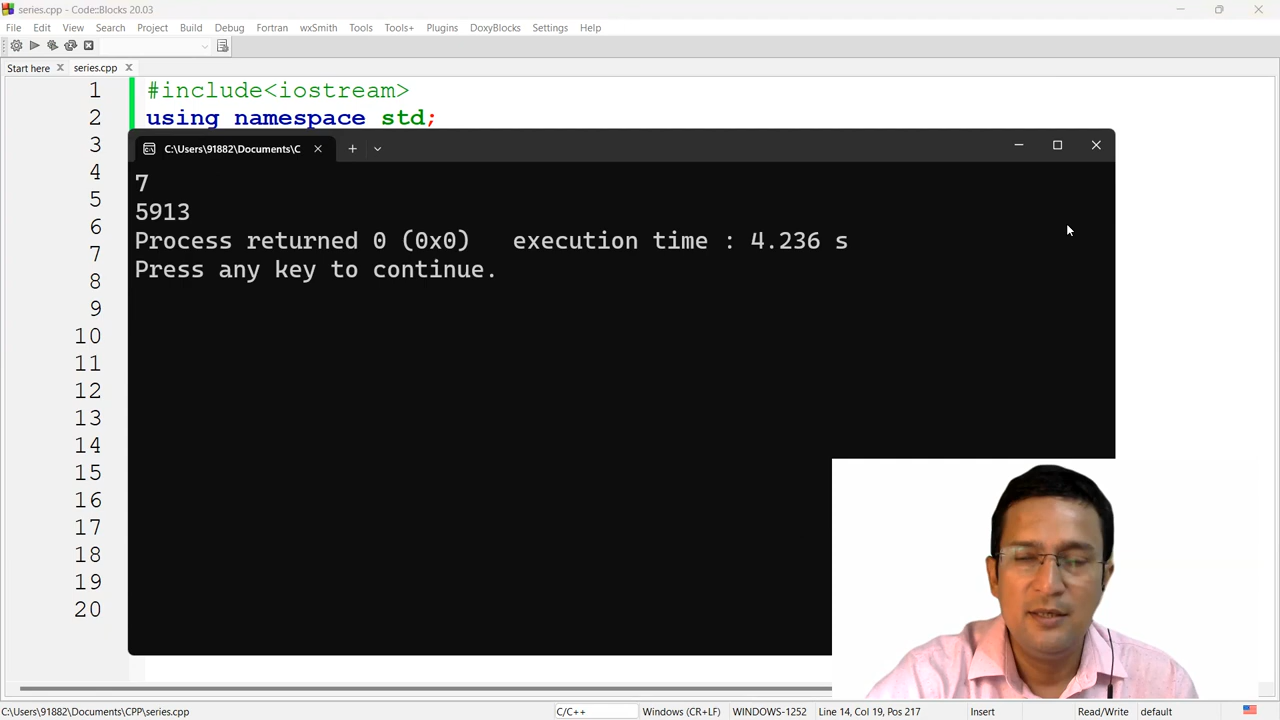 series.cpp - Code::Blocks 20.03
File Edit View Search Project Build Debug Fortran wxSmith Tools Tools+ Plugins DoxyBlocks Settings Help
Start here series.cpp
1 #include<iostream>
2 using namespace std;
3
4
5
6
7
8
9
10
11
12
13
14
15
16
17
18
19
20
C:\Users\91882\Documents\C
7
5913
Process returned 0 (0x0) execution time : 4.236 s
Press any key to continue.
C:\Users\91882\Documents\CPP\series.cpp C/C++ Windows (CR+LF) WINDOWS-1252 Line 14, Col 19, Pos 217 Insert Read/Write default